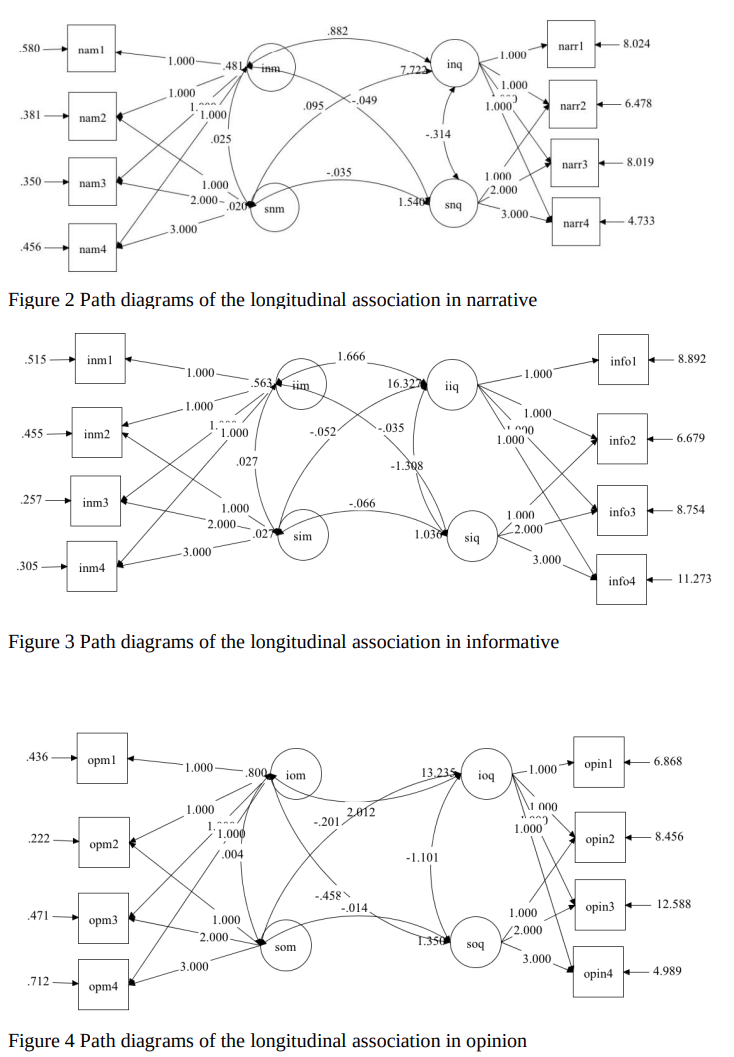 .882
.580 nam1 1.000 .481 inm 7.722 inq 1.000 narr1 8.024
1.000 1.000
.381 nam2 1.000 .095 -.049 1.000 narr2 6.478
.025 -.314
.350 nam3 1.000 -.035 1.000 narr3 8.019
2.000 .020 snm 1.540 snq 2.000
3.000 3.000 narr4 4.733
.456 nam4
Figure 2 Path diagrams of the longitudinal association in narrative
.515 inm1 1.666 info1 8.892
1.000 .563 iim 16.327 iiq 1.000
1.000 1.000
.455 inm2 1.000 -.052 -.035 1.000 info2 6.679
.027 -1.308
.257 inm3 1.000 -.066 1.000 info3 8.754
2.000 .027 sim 1.036 siq 2.000
.305 inm4 3.000 3.000 info4 11.273
Figure 3 Path diagrams of the longitudinal association in informative
.436 opm1 1.000 .800 iom 13.235 ioq 1.000 opin1 6.868
1.000 -.201 2.012 1.000
.222 opm2 1.000 1.000 opin2 8.456
.004 -1.101
.471 opm3 1.000 -.458 -.014 1.000 opin3 12.588
2.000 som 1.350 soq 2.000
.712 opm4 3.000 3.000 opin4 4.989
Figure 4 Path diagrams of the longitudinal association in opinion